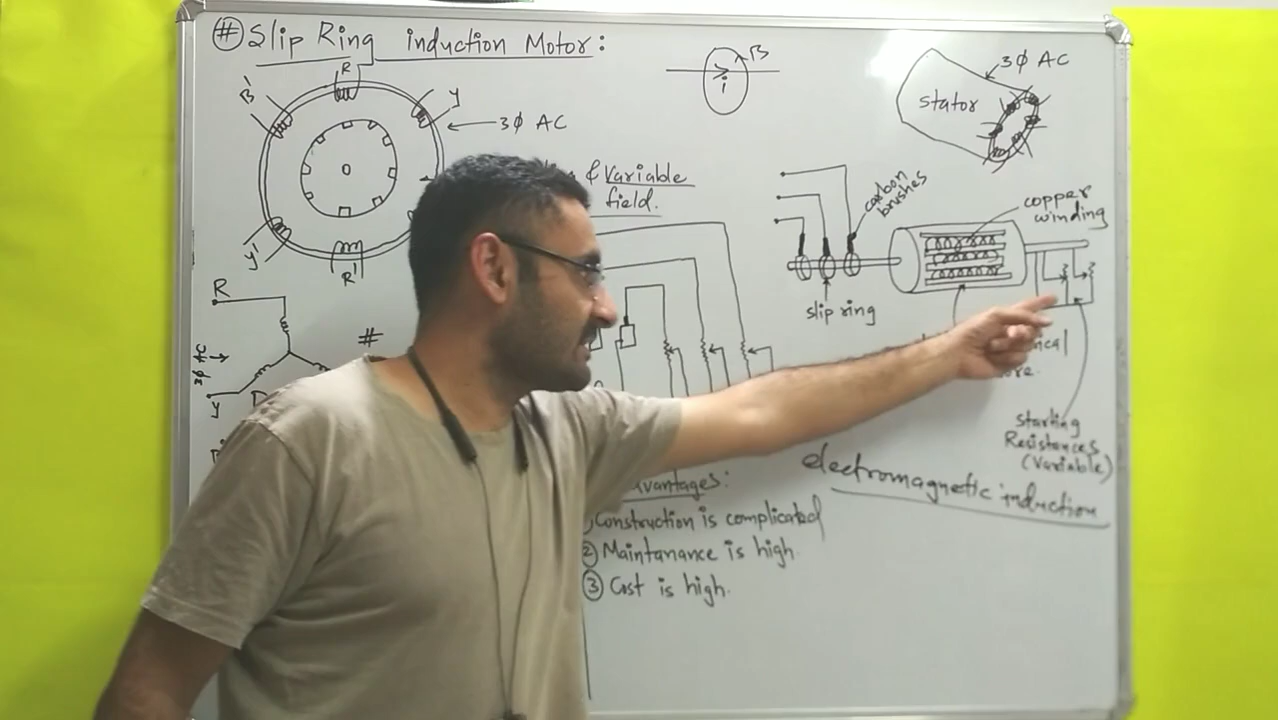 # Slip Ring induction Motor:
R
B'
Y
3φ AC
Y'
R'
& Variable
field.
B
i
3φ AC
stator
carbon
brushes
copper
winding
slip ring
starting
Resistances
(Variable)
electromagnetic induction
R
3φ AC
Y
#
vantages:
Construction is complicated
② Maintanance is high.
③ Cost is high.